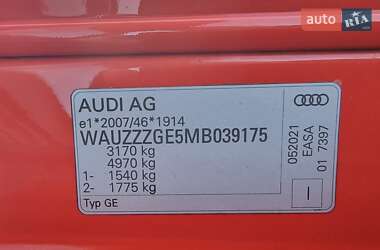 auto RIA.com
AUDI AG
e1*2007/46*1914
WAUZZZGE5MB039175
3170 kg
4970 kg
1- 1540 kg
2- 1775 kg
Typ GE
052021
EASA
01 7397
I